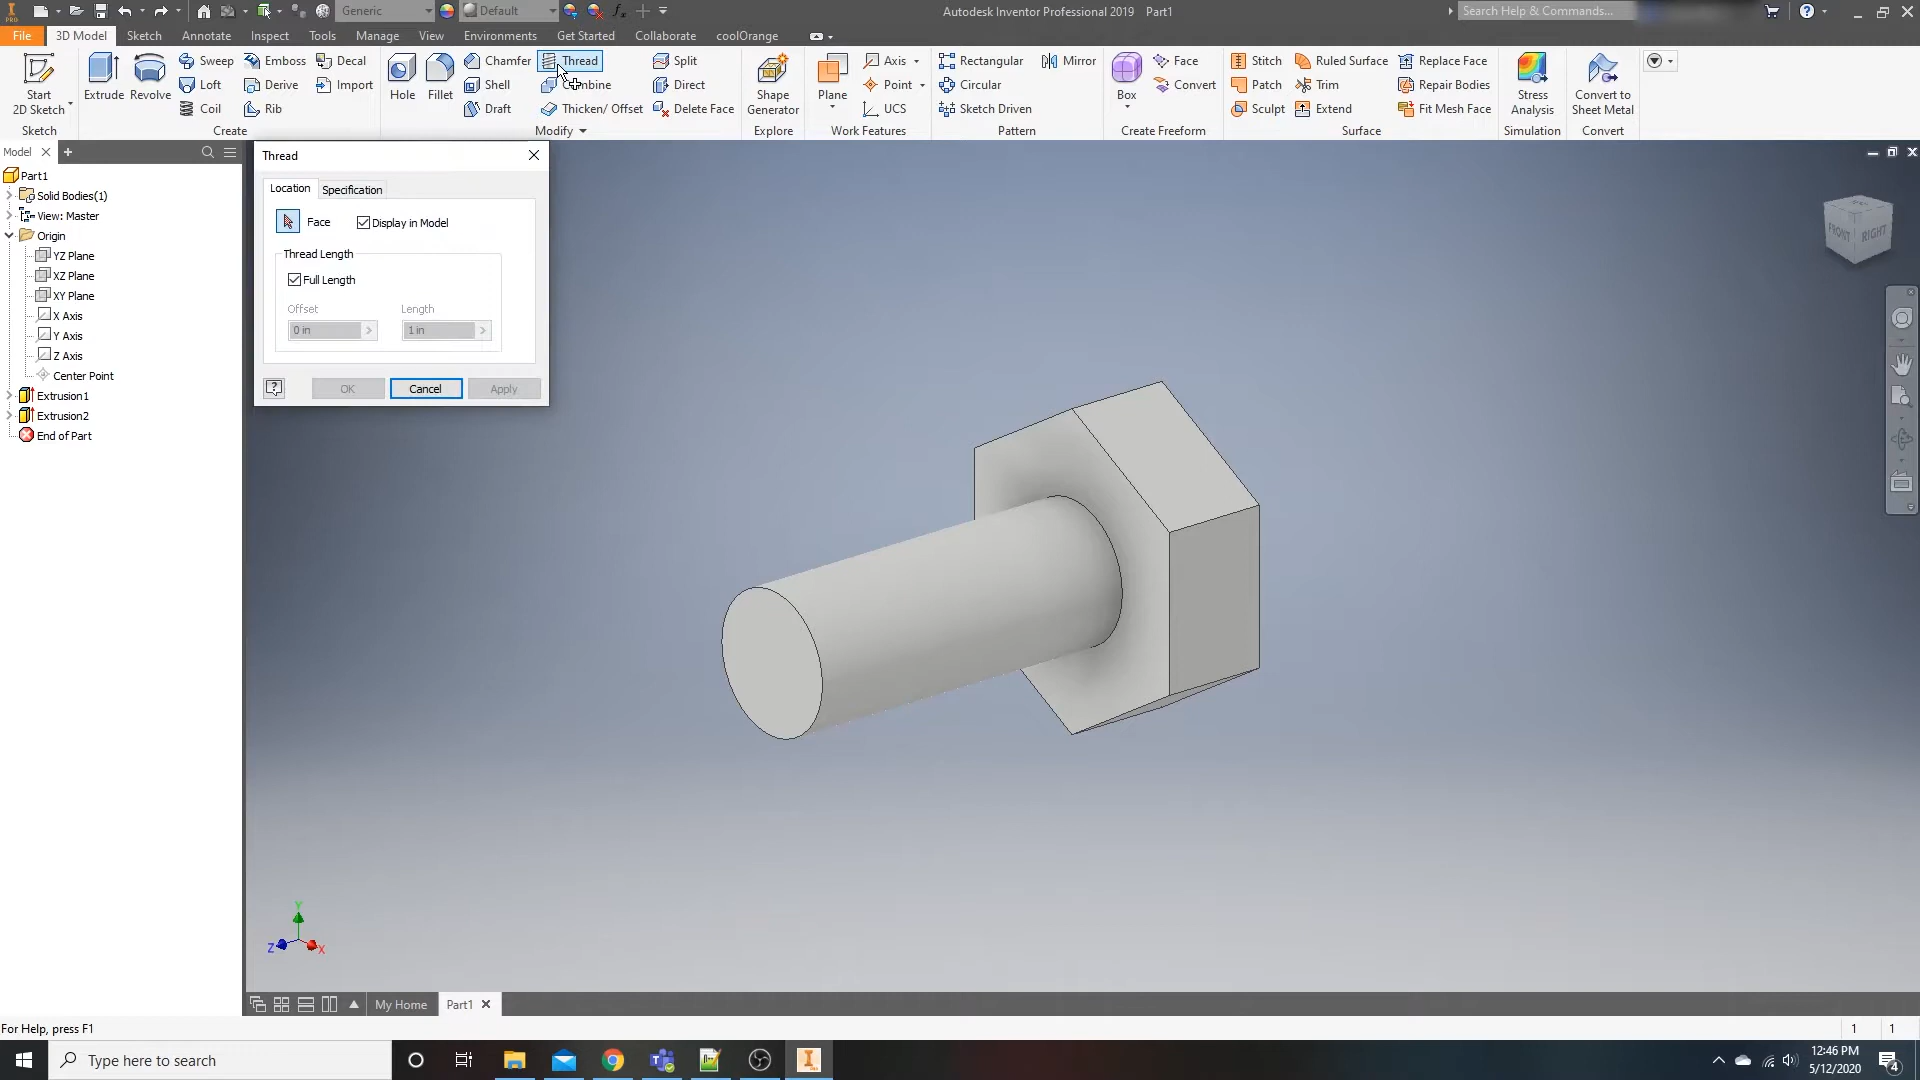 Generic
Default
Autodesk Inventor Professional 2019 Part1
Search Help & Commands...
File 3D Model Sketch Annotate Inspect Tools Manage View Environments Get Started Collaborate coolOrange
Start
2D Sketch
Sketch
Extrude Revolve
Sweep Emboss Decal
Loft Derive Import
Coil Rib
Create
Hole Fillet
Chamfer Thread Split
Shell Combine Direct
Draft Thicken/ Offset Delete Face
Modify
Shape
Generator
Explore
Plane
Axis
Point
UCS
Work Features
Rectangular Mirror
Circular
Sketch Driven
Pattern
Box
Face
Convert
Create Freeform
Stitch Ruled Surface Replace Face
Patch Trim Repair Bodies
Sculpt Extend Fit Mesh Face
Surface
Stress
Analysis
Simulation
Convert to
Sheet Metal
Convert
Model
Part1
Solid Bodies(1)
View: Master
Origin
YZ Plane
XZ Plane
XY Plane
X Axis
Y Axis
Z Axis
Center Point
Extrusion1
Extrusion2
End of Part
Thread
Location Specification
Face Display in Model
Thread Length
Full Length
Offset Length
0 in 1 in
OK Cancel Apply
FRONT RIGHT
Y
Z X
My Home Part1
For Help, press F1 1 1
Type here to search
12:46 PM
5/12/2020
4